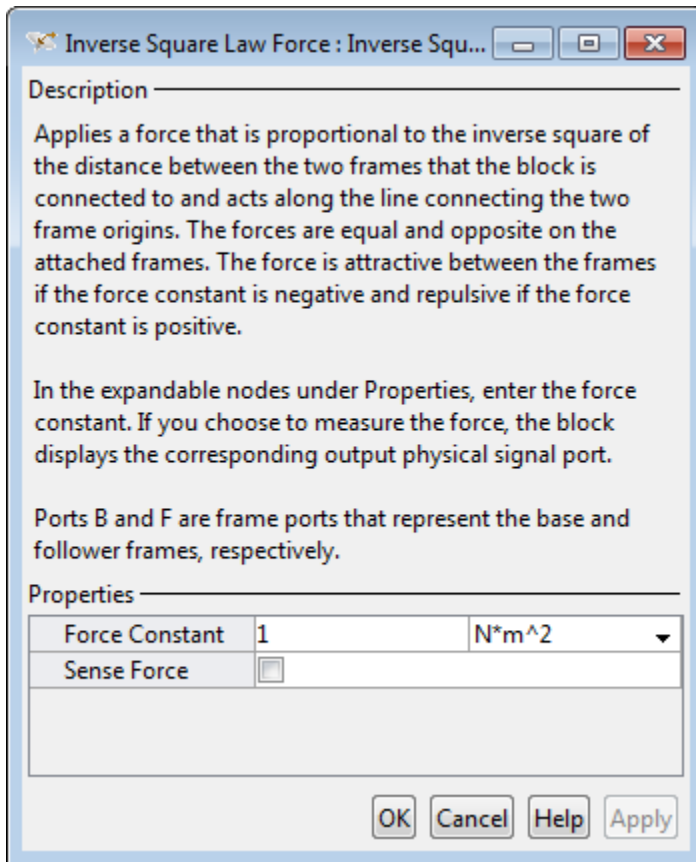 Inverse Square Law Force : Inverse Squ...
Description
Applies a force that is proportional to the inverse square of
the distance between the two frames that the block is
connected to and acts along the line connecting the two
frame origins. The forces are equal and opposite on the
attached frames. The force is attractive between the frames
if the force constant is negative and repulsive if the force
constant is positive.
In the expandable nodes under Properties, enter the force
constant. If you choose to measure the force, the block
displays the corresponding output physical signal port.
Ports B and F are frame ports that represent the base and
follower frames, respectively.
Properties
Force Constant 1 N*m^2
Sense Force
OK Cancel Help Apply